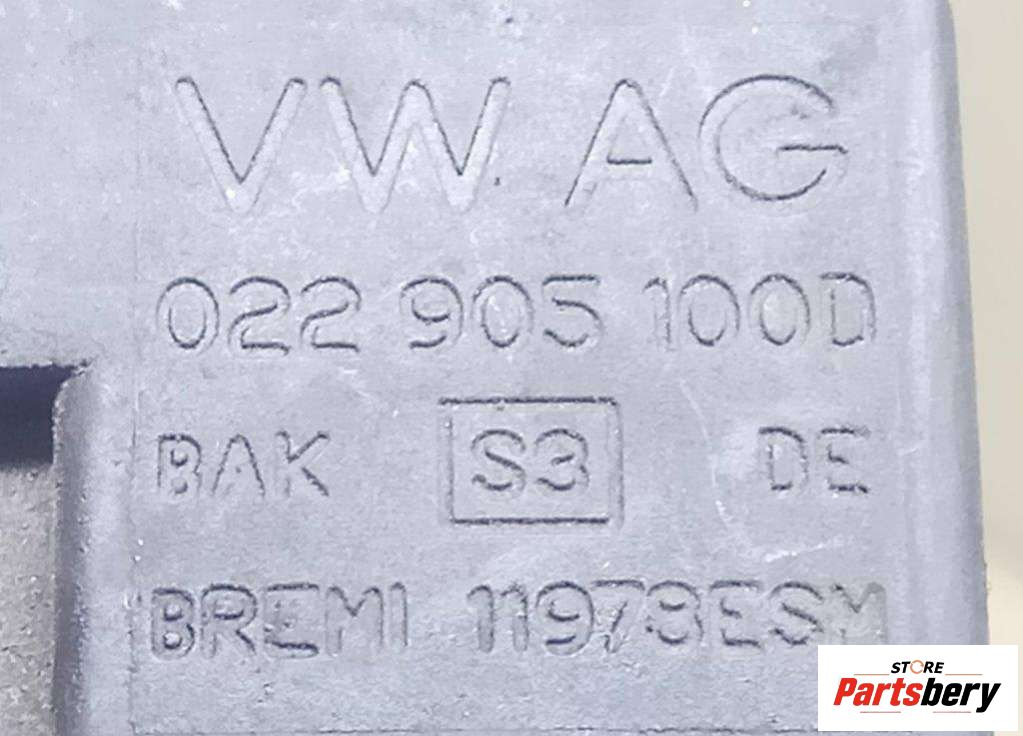 VW AG
022 905 100D
BAK S3 DE
BREMI 11978ESM
STORE
Partsbery